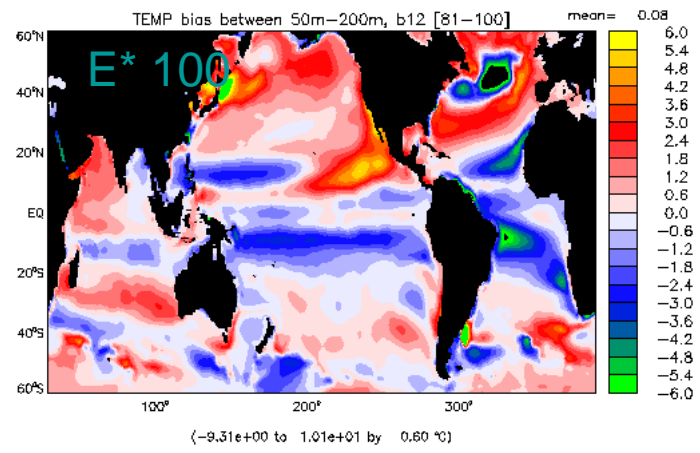 TEMP bias between 50m-200m, b12 [81-100] mean= 0.08
E* 100
60°N
40°N
20°N
EQ
20°S
40°S
60°S
100° 200° 300°
6.0
5.4
4.8
4.2
3.6
3.0
2.4
1.8
1.2
0.6
0.0
-0.6
-1.2
-1.8
-2.4
-3.0
-3.6
-4.2
-4.8
-5.4
-6.0
(-9.31e+00 to 1.01e+01 by 0.60 °C)